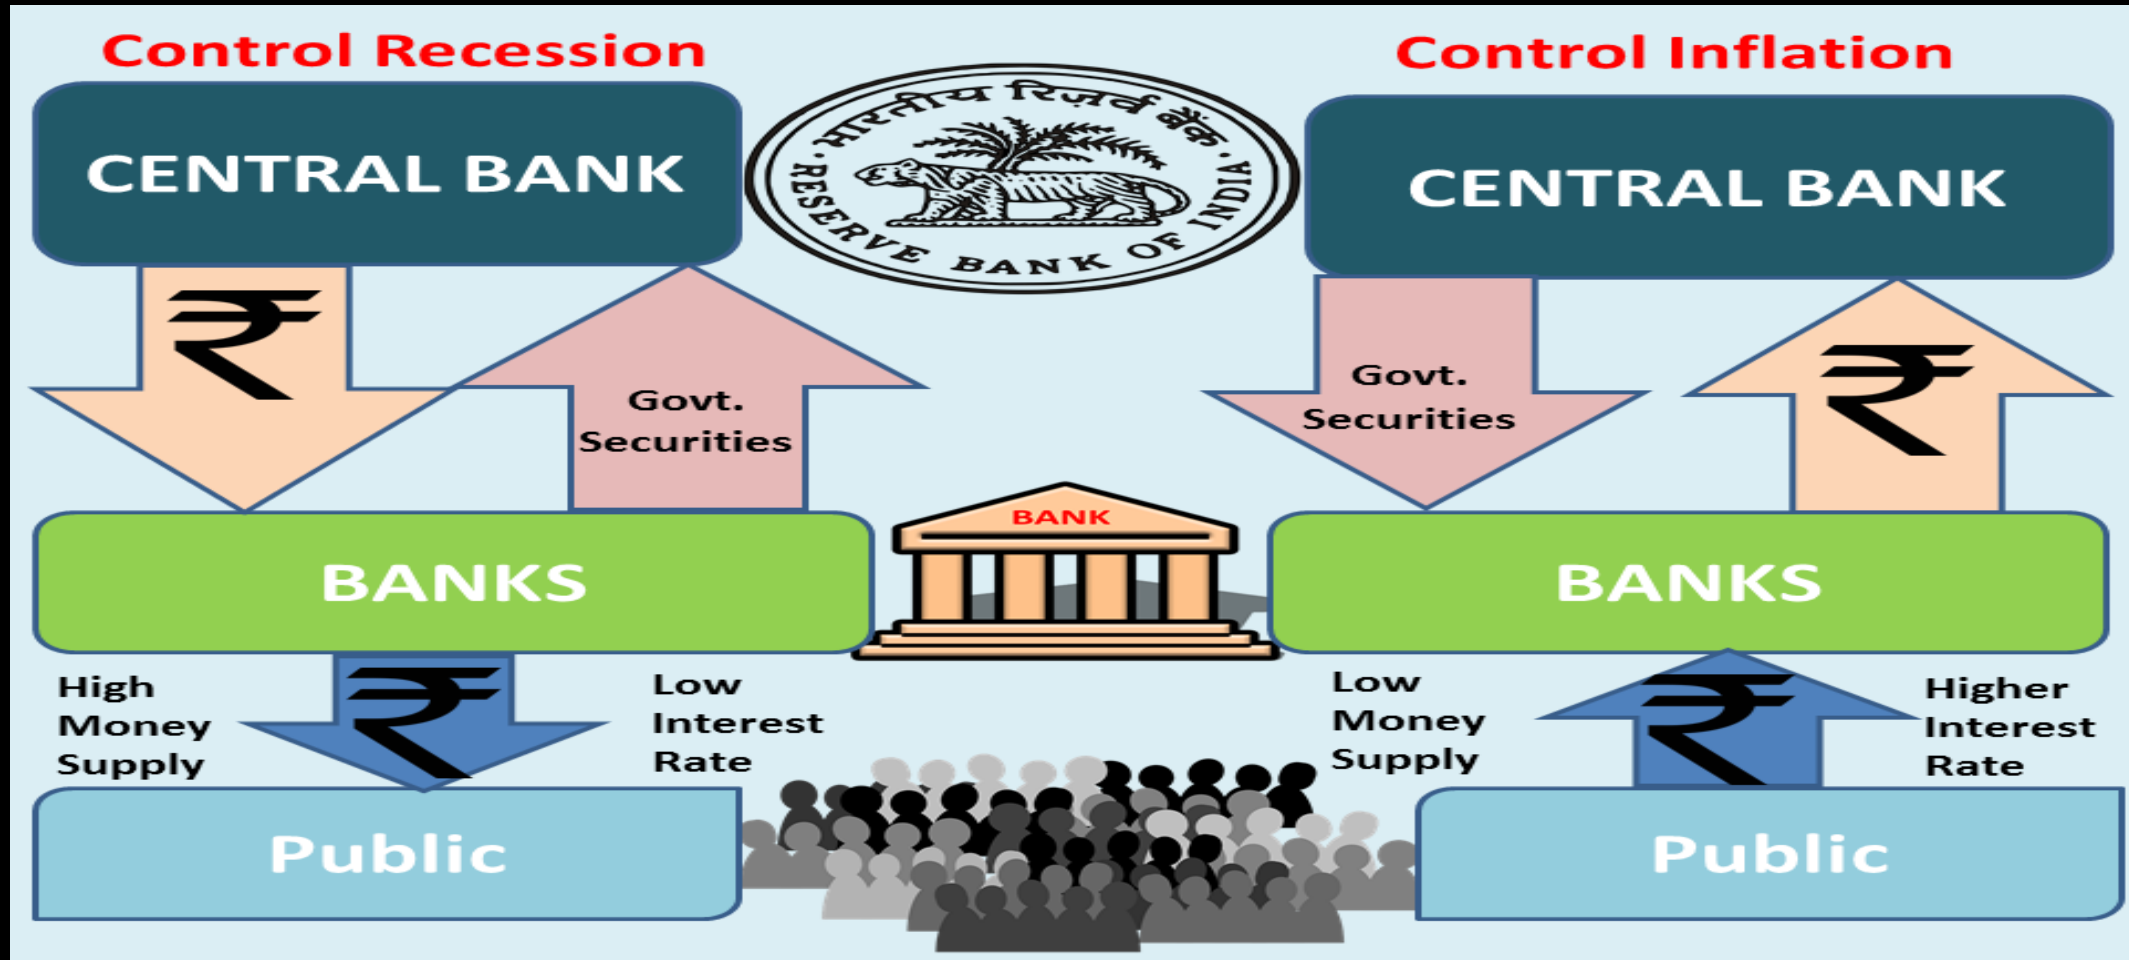 Control Recession
CENTRAL BANK
₹
Govt.
Securities
BANKS
High
Money
Supply
₹
Low
Interest
Rate
Public
भारतीय रिज़र्व बैंक
RESERVE BANK OF INDIA
BANK
Control Inflation
CENTRAL BANK
Govt.
Securities
₹
BANKS
Low
Money
Supply
₹
Higher
Interest
Rate
Public